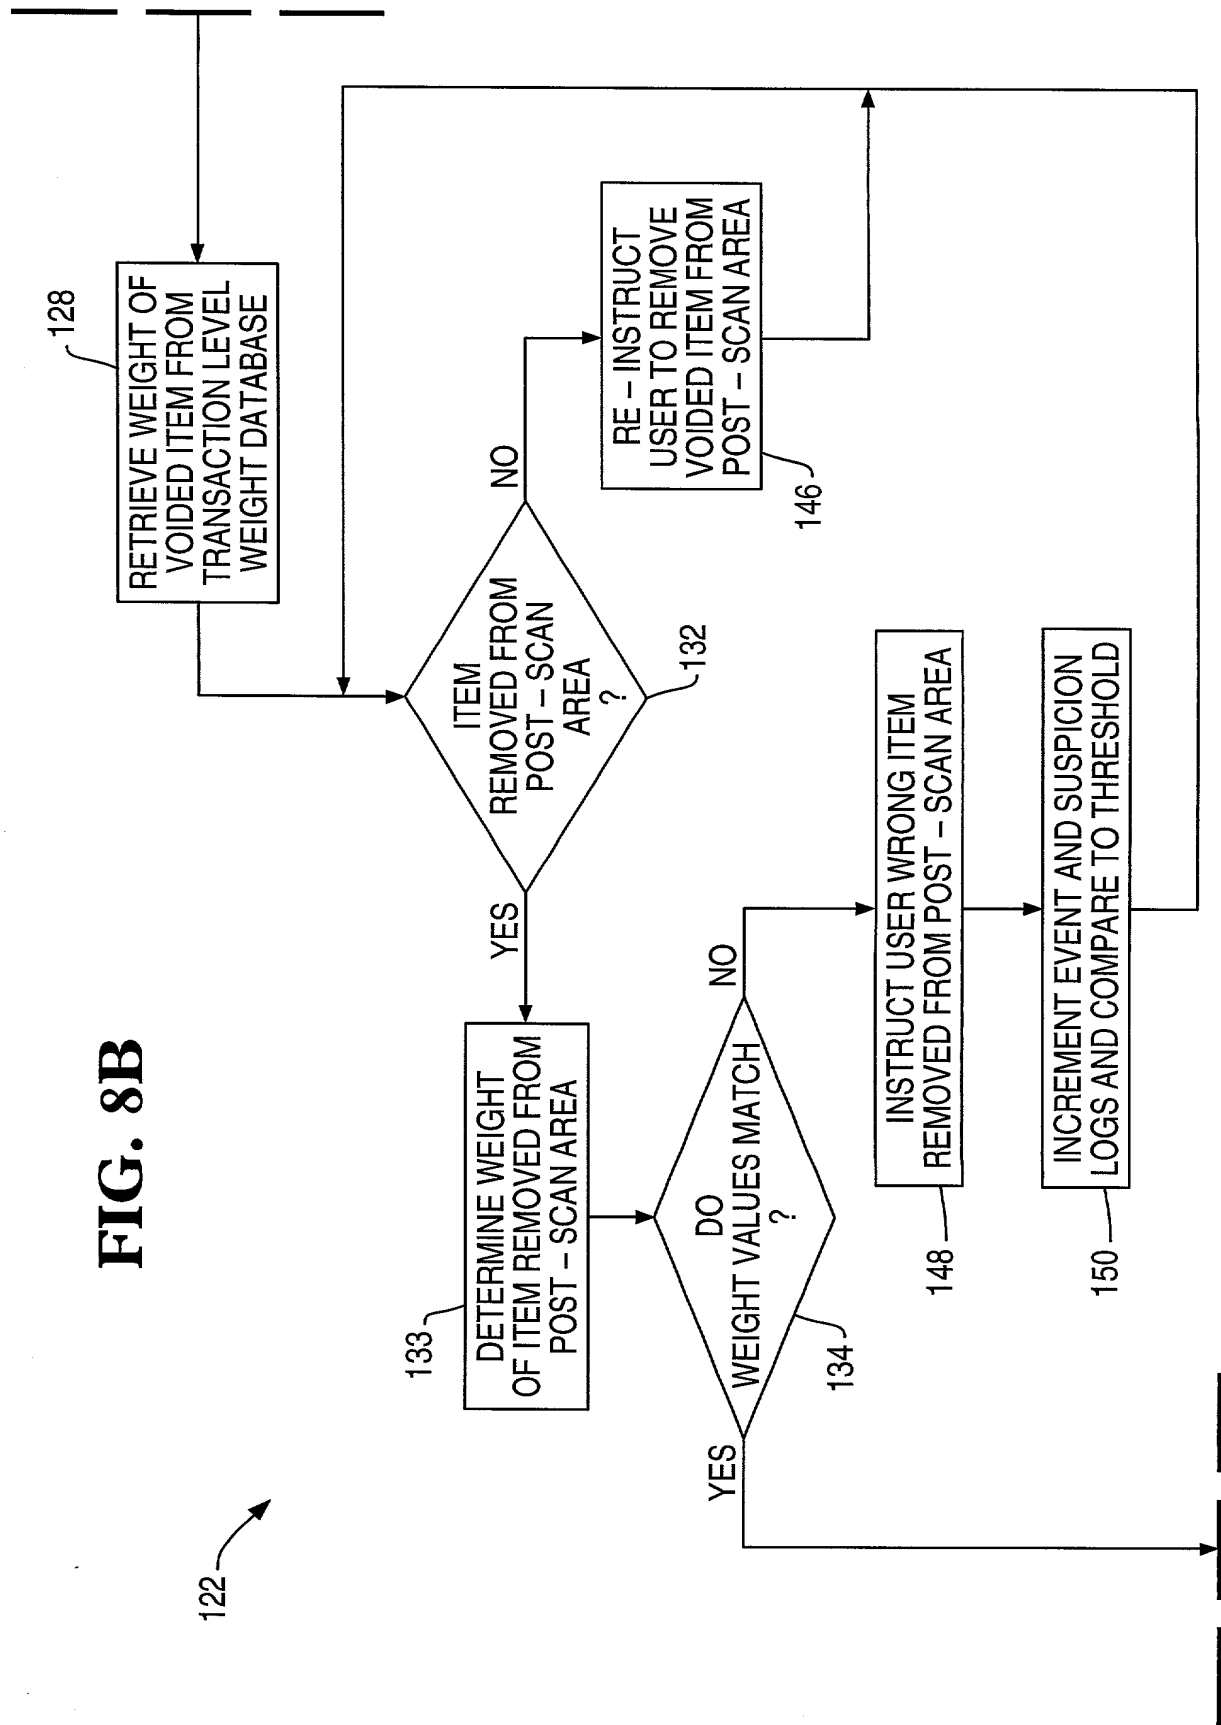 FIG. 8B
122
128
RETRIEVE WEIGHT OF
VOIDED ITEM FROM
TRANSACTION LEVEL
WEIGHT DATABASE
ITEM
REMOVED FROM
POST – SCAN
AREA
?
132
YES
NO
RE – INSTRUCT
USER TO REMOVE
VOIDED ITEM FROM
POST – SCAN AREA
146
133
DETERMINE WEIGHT
OF ITEM REMOVED FROM
POST – SCAN AREA
DO
WEIGHT VALUES MATCH
?
134
YES
NO
INSTRUCT USER WRONG ITEM
REMOVED FROM POST – SCAN AREA
148
INCREMENT EVENT AND SUSPICION
LOGS AND COMPARE TO THRESHOLD
150